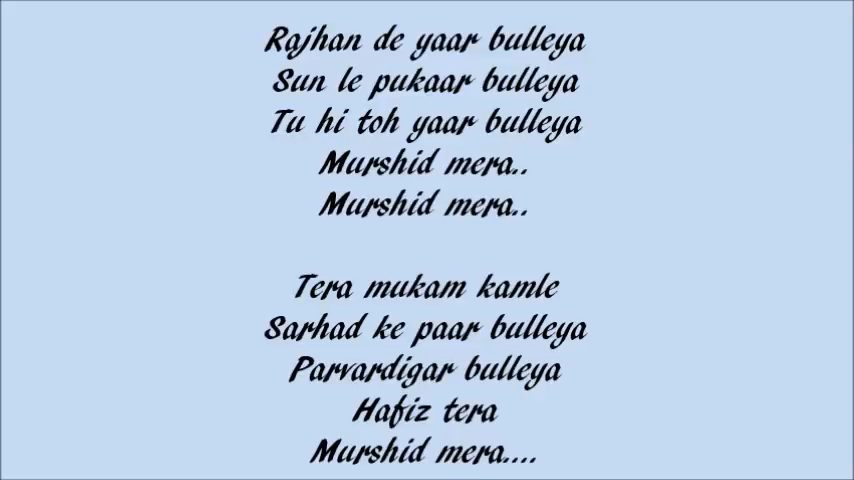 Rajhan de yaar bulleya
Sun le pukaar bulleya
Tu hi toh yaar bulleya
Murshid mera..
Murshid mera..
Tera mukam kamle
Sarhad ke paar bulleya
Parvardigar bulleya
Hafiz tera
Murshid mera....